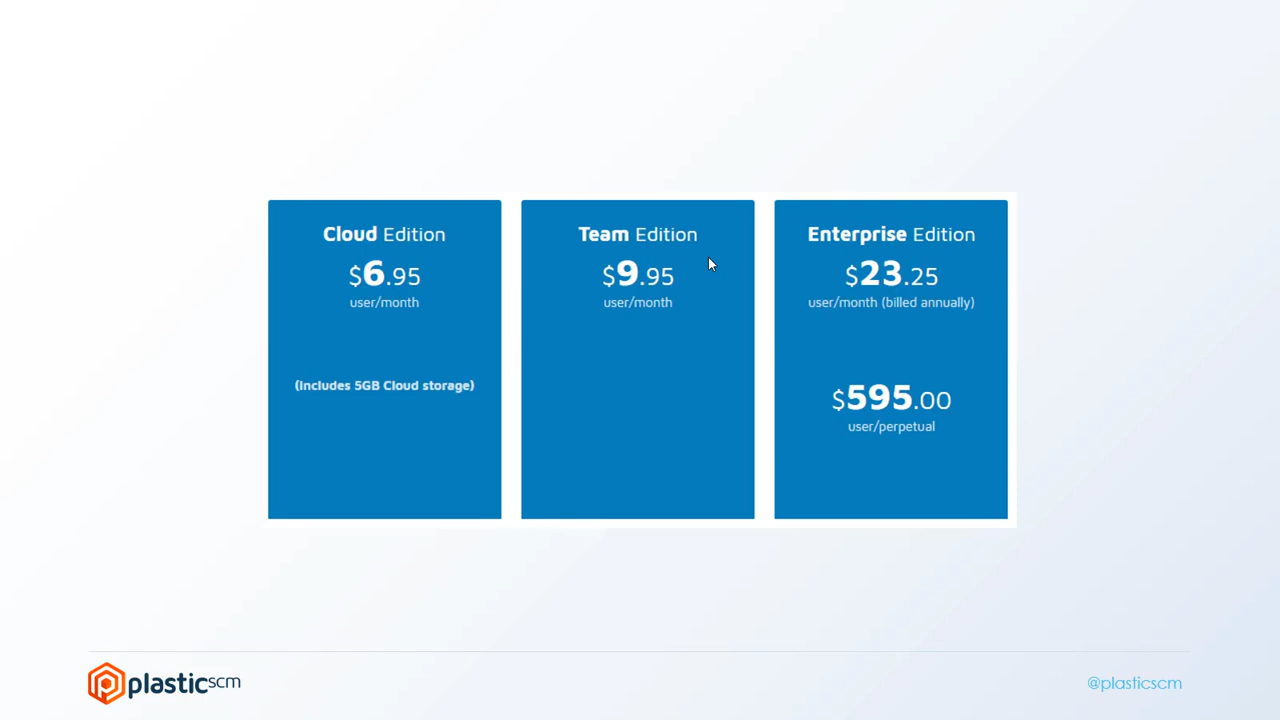 Cloud Edition
$6.95
user/month
(Includes 5GB Cloud storage)
Team Edition
$9.95
user/month
Enterprise Edition
$23.25
user/month (billed annually)
$595.00
user/perpetual
plasticscm
@plasticscm